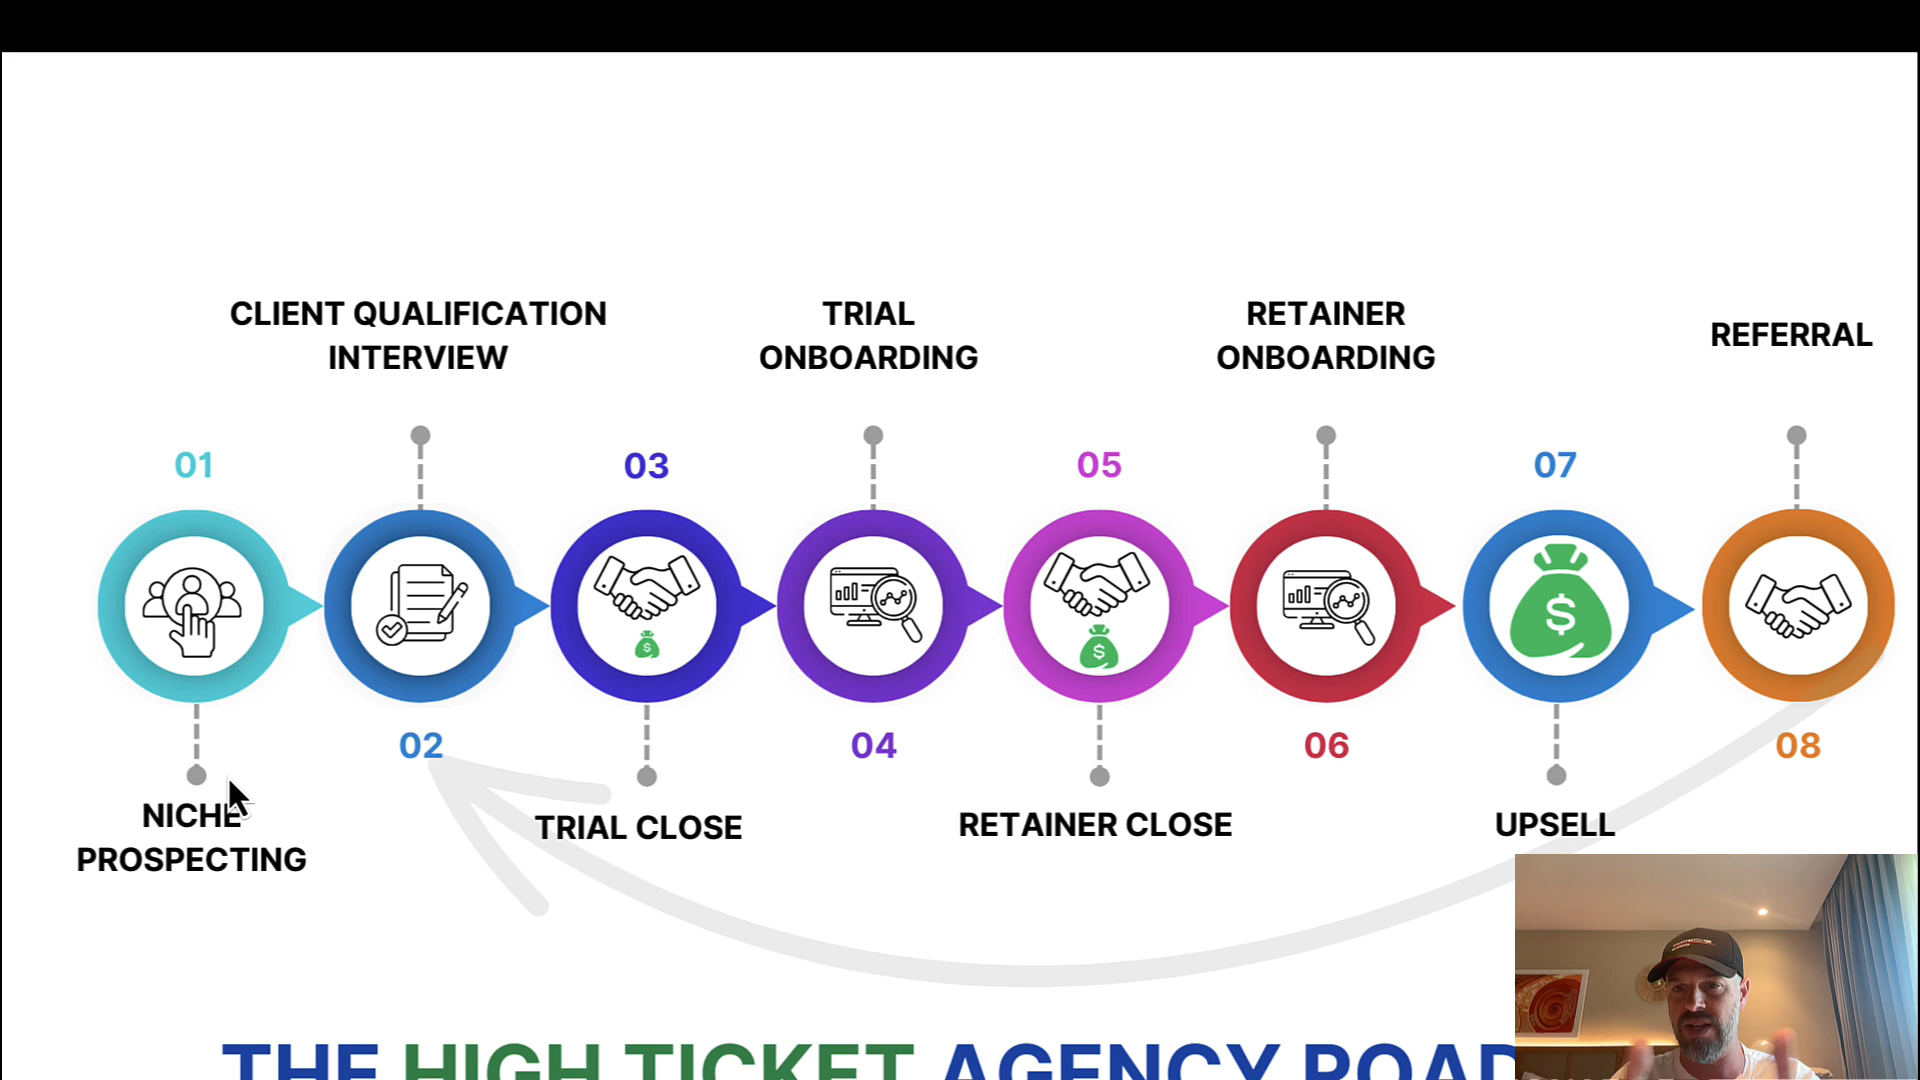 CLIENT QUALIFICATION
INTERVIEW
TRIAL
ONBOARDING
RETAINER
ONBOARDING
REFERRAL
01
03
05
07
$
$
$
02
04
06
08
NICHE
PROSPECTING
TRIAL CLOSE
RETAINER CLOSE
UPSELL
THE HIGH TICKET AGENCY ROAD